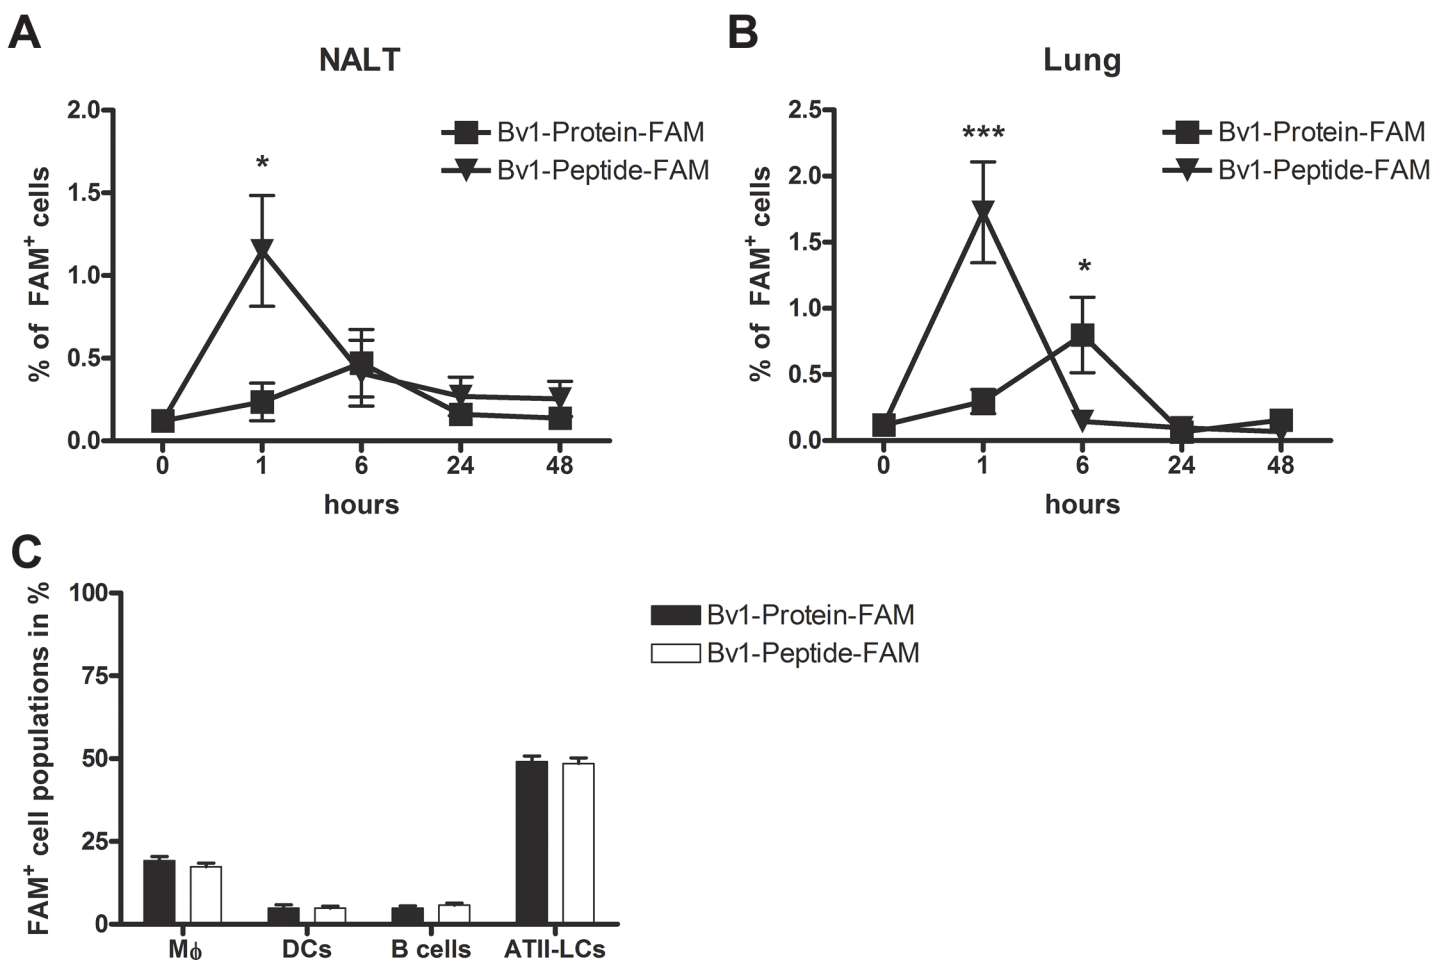 A
NALT
2.0
1.5
1.0
0.5
0.0
% of FAM⁺ cells
*
Bv1-Protein-FAM
Bv1-Peptide-FAM
0 1 6 24 48
hours
B
Lung
2.5
2.0
1.5
1.0
0.5
0.0
% of FAM⁺ cells
***
*
Bv1-Protein-FAM
Bv1-Peptide-FAM
0 1 6 24 48
hours
C
100
75
50
25
0
FAM⁺ cell populations in %
Bv1-Protein-FAM
Bv1-Peptide-FAM
Mϕ DCs B cells ATII-LCs